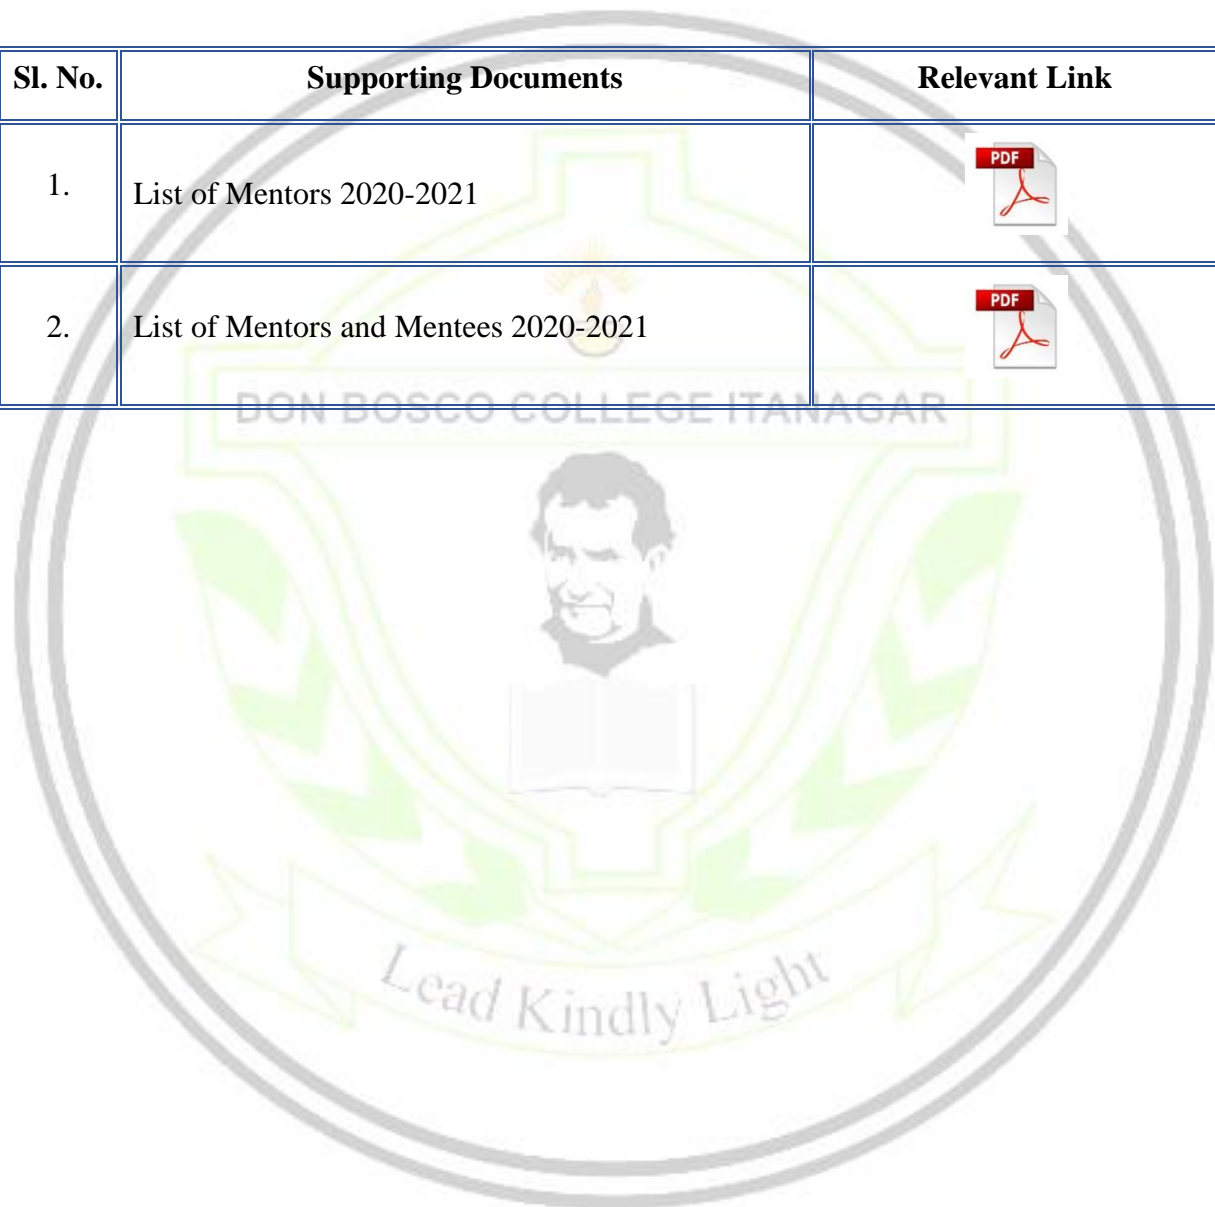 Sl. No. Supporting Documents Relevant Link
1. List of Mentors 2020-2021 PDF
2. List of Mentors and Mentees 2020-2021 PDF
DON BOSCO COLLEGE ITANAGAR
Lead Kindly Light